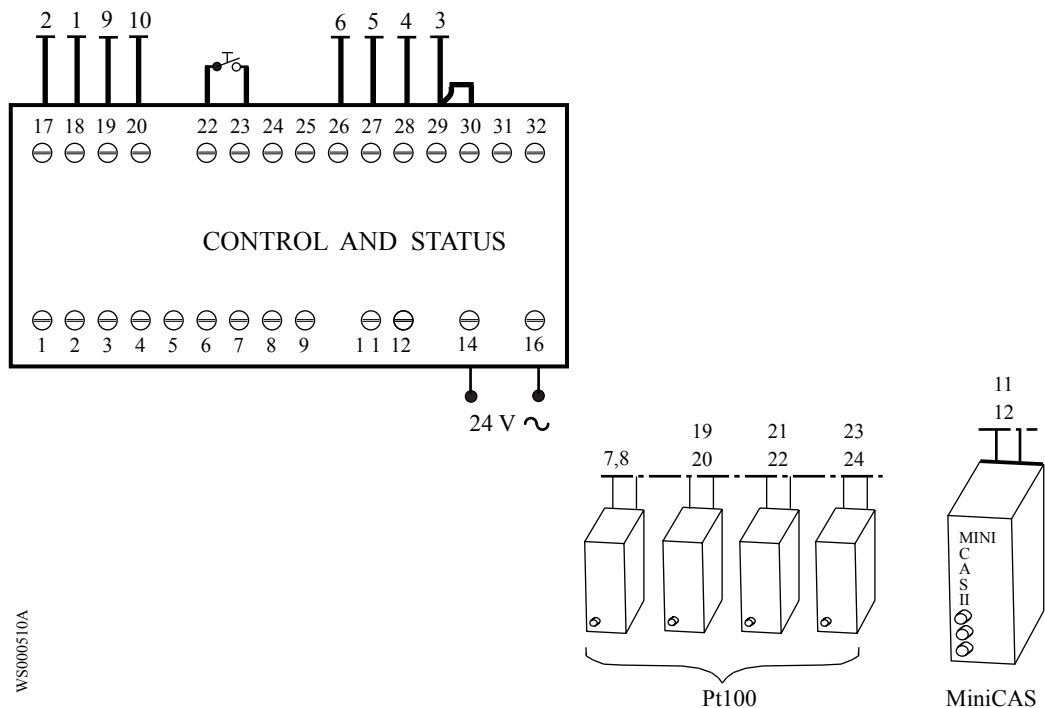 2 1 9 10 6 5 4 3
17 18 19 20 22 23 24 25 26 27 28 29 30 31 32
CONTROL AND STATUS
1 2 3 4 5 6 7 8 9 11 12 14 16
24 V ~
7,8
19
20
21
22
23
24
11
12
MINI
C
A
S
II
Pt100
MiniCAS
WS000510A